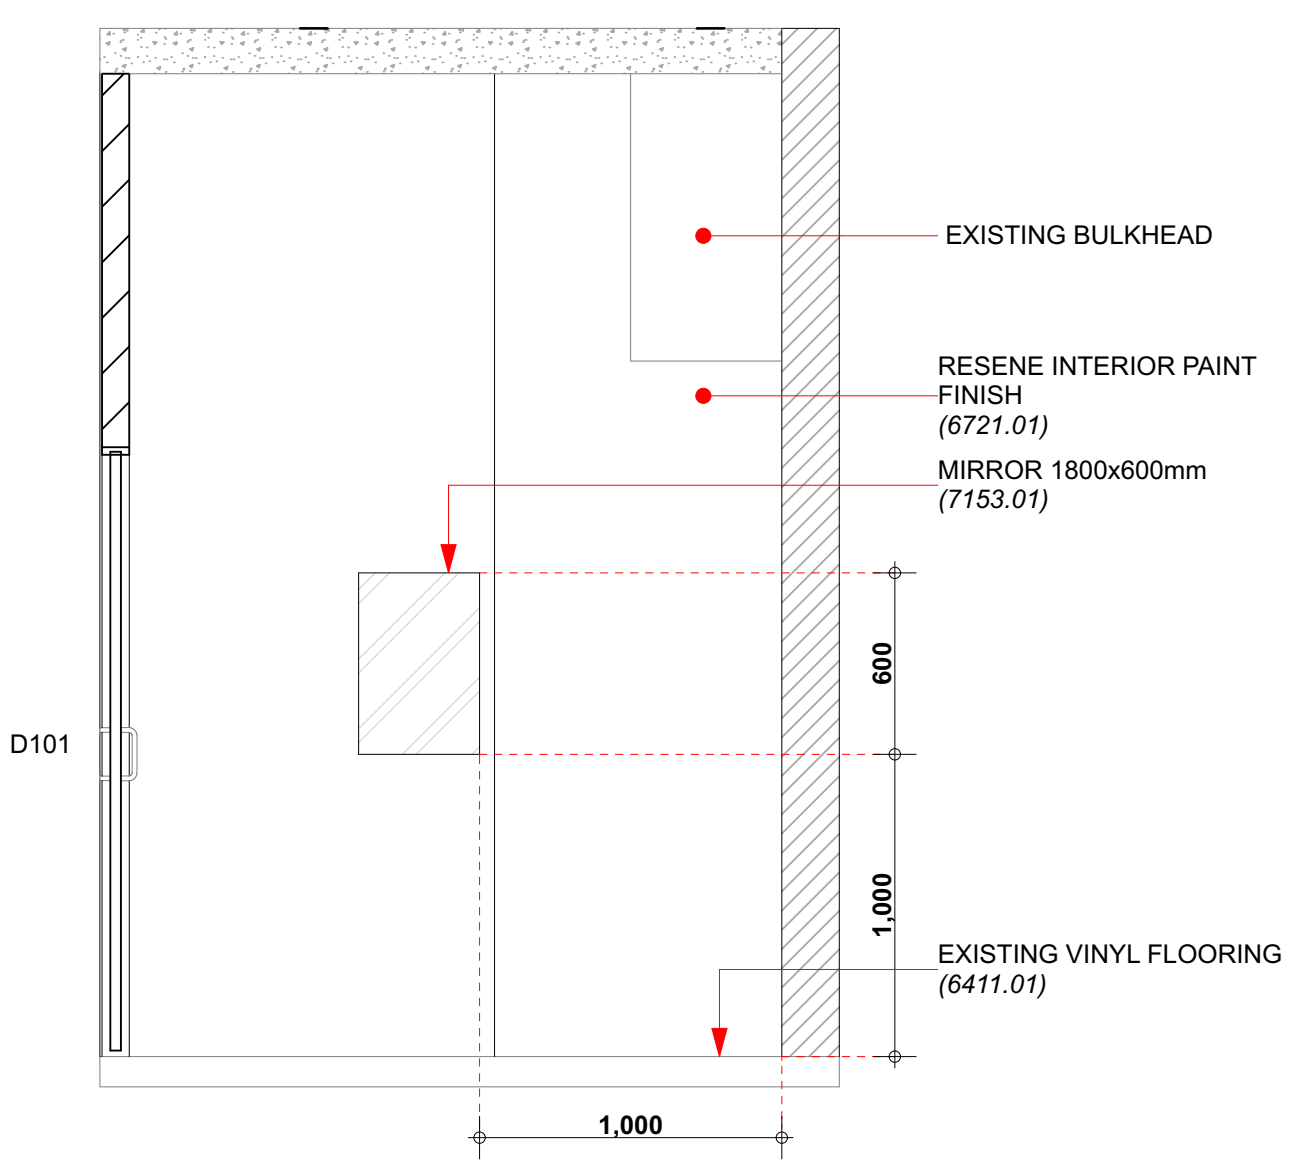 EXISTING BULKHEAD
RESENE INTERIOR PAINT
FINISH
(6721.01)
MIRROR 1800x600mm
(7153.01)
600
D101
1,000
EXISTING VINYL FLOORING
(6411.01)
1,000